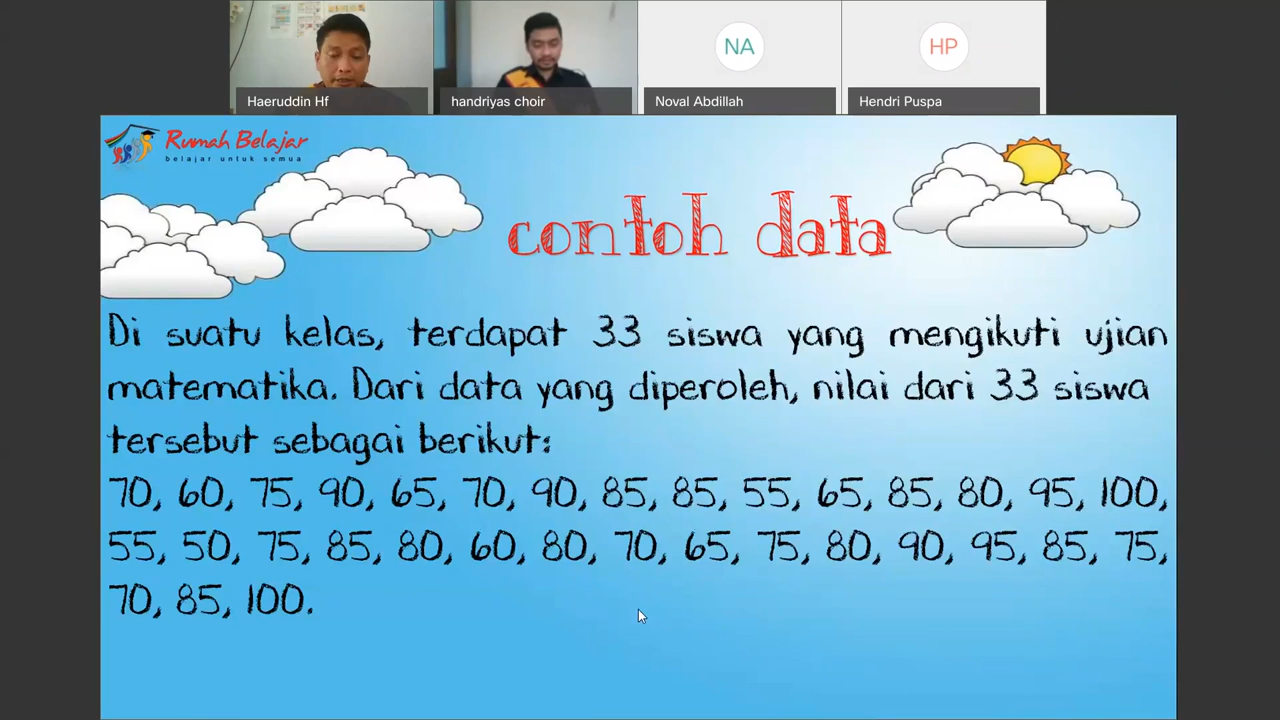 NA
HP
Haeruddin Hf
handriyas choir
Noval Abdillah
Hendri Puspa
Rumah Belajar
belajar untuk semua
contoh data
Di suatu kelas, terdapat 33 siswa yang mengikuti ujian
matematika. Dari data yang diperoleh, nilai dari 33 siswa
tersebut sebagai berikut:
70, 60, 75, 90, 65, 70, 90, 85, 85, 55, 65, 85, 80, 95, 100,
55, 50, 75, 85, 80, 60, 80, 70, 65, 75, 80, 90, 95, 85, 75,
70, 85, 100.